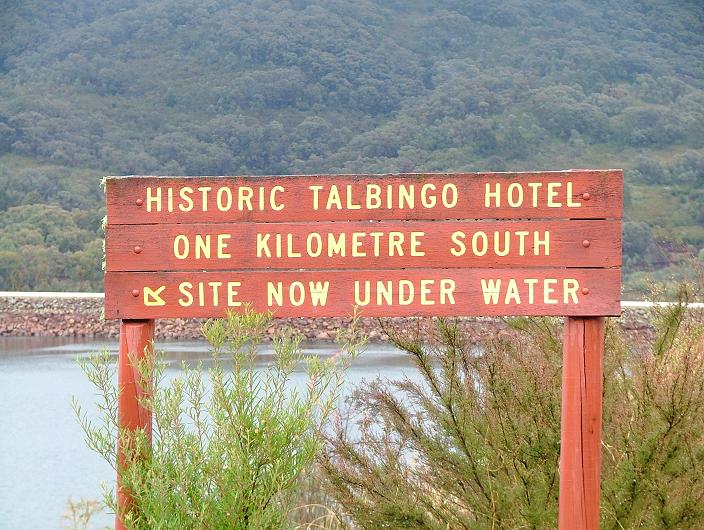 HISTORIC TALBINGO HOTEL
ONE KILOMETRE SOUTH
SITE NOW UNDER WATER